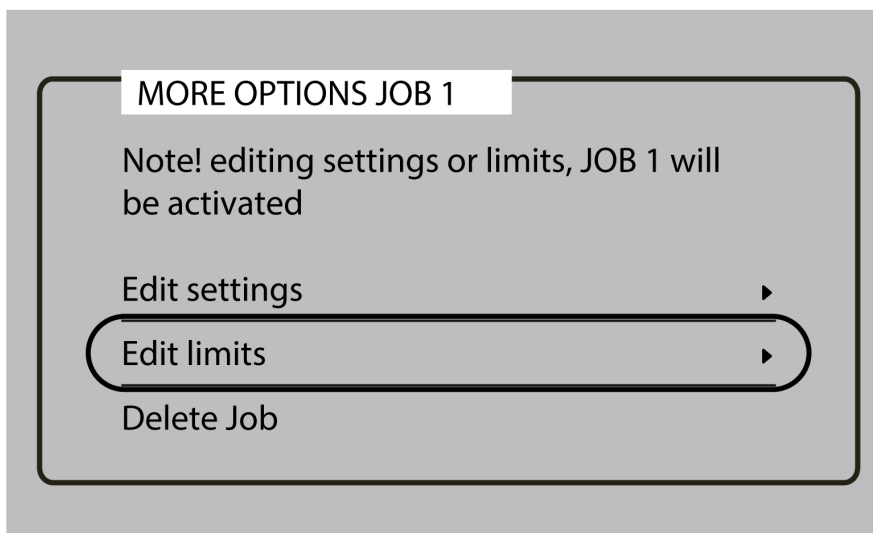 MORE OPTIONS JOB 1
Note! editing settings or limits, JOB 1 will
be activated
Edit settings
Edit limits
Delete Job